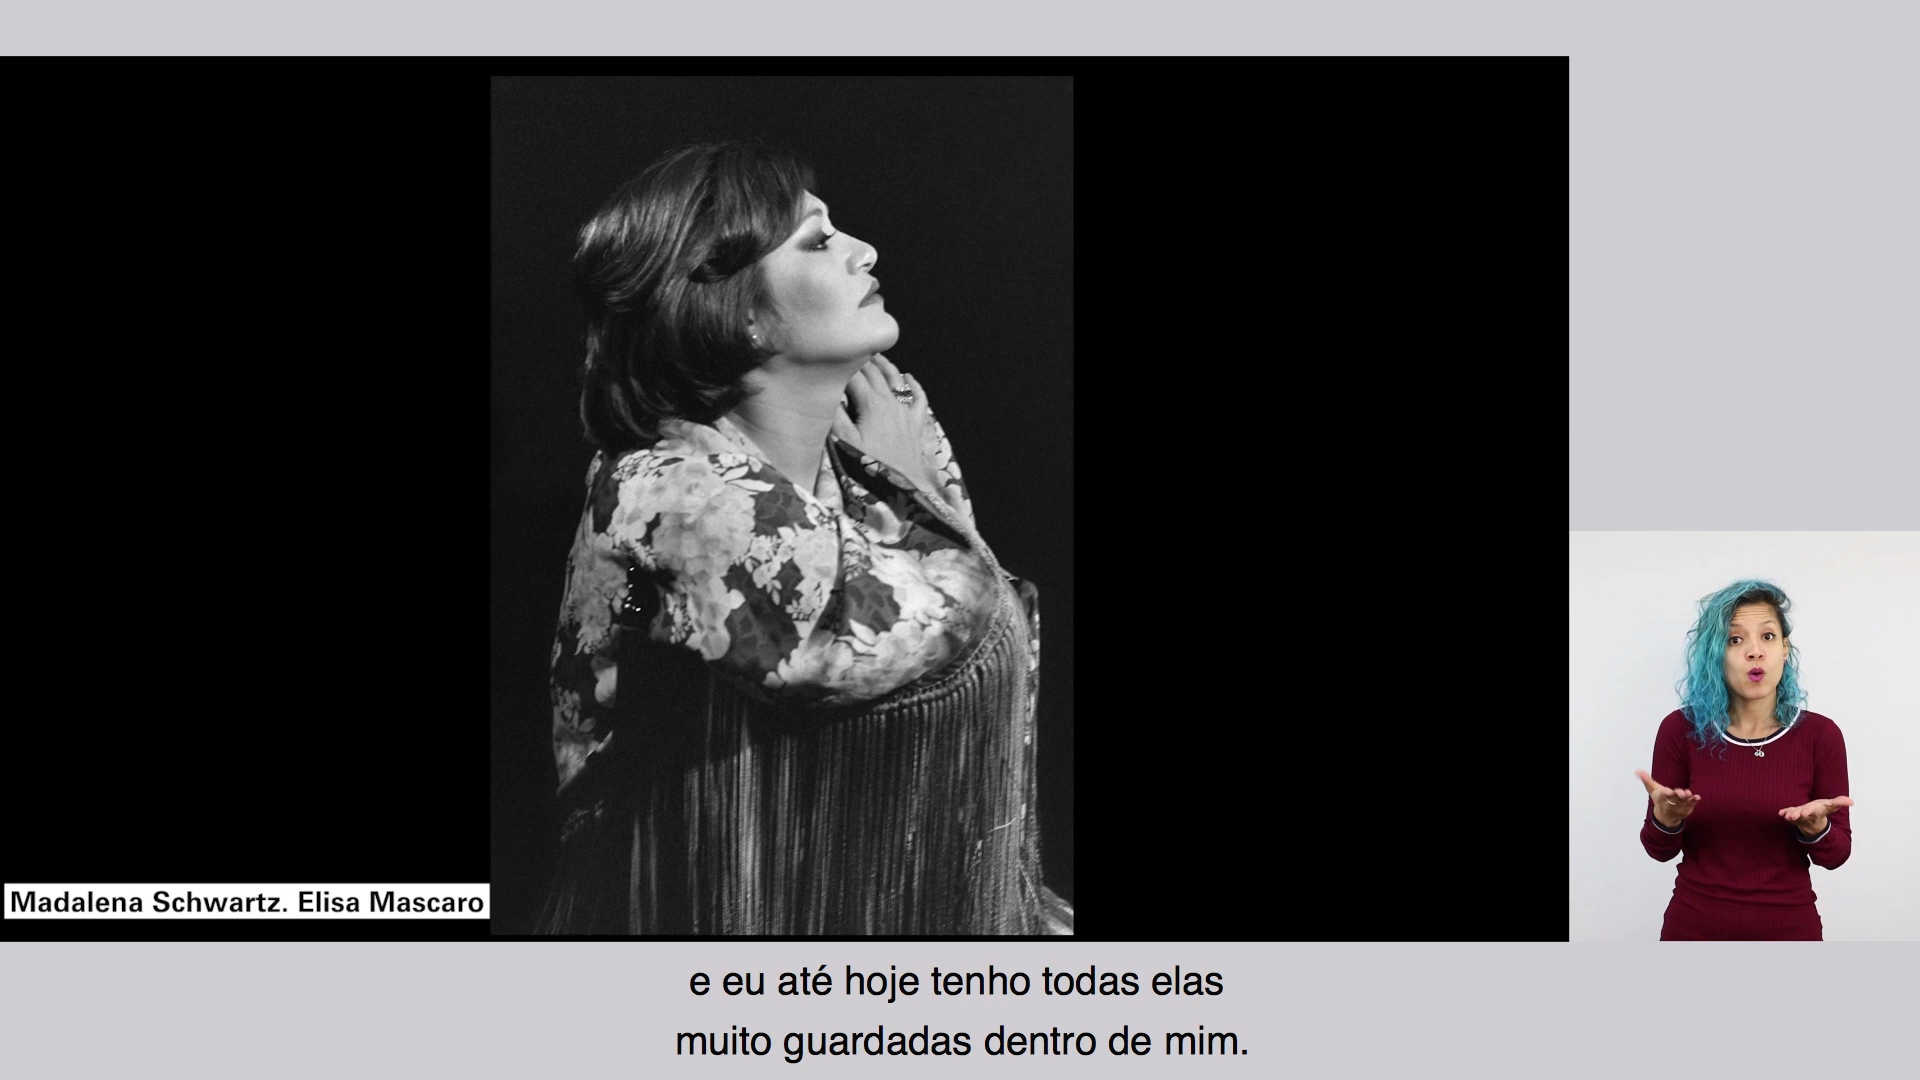 Madalena Schwartz. Elisa Mascaro
e eu até hoje tenho todas elas
muito guardadas dentro de mim.